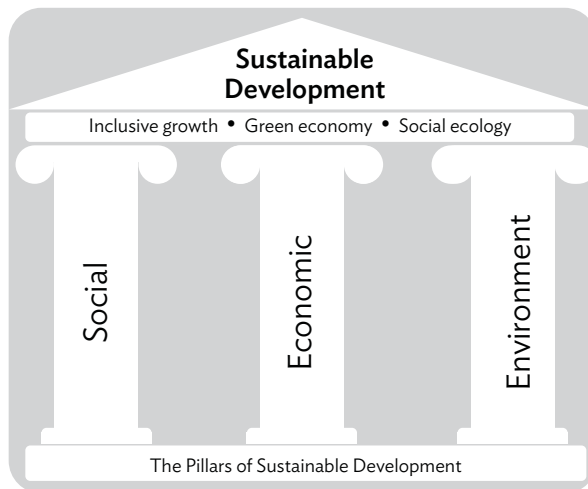 Sustainable
Development
Inclusive growth • Green economy • Social ecology
Social
Economic
Environment
The Pillars of Sustainable Development